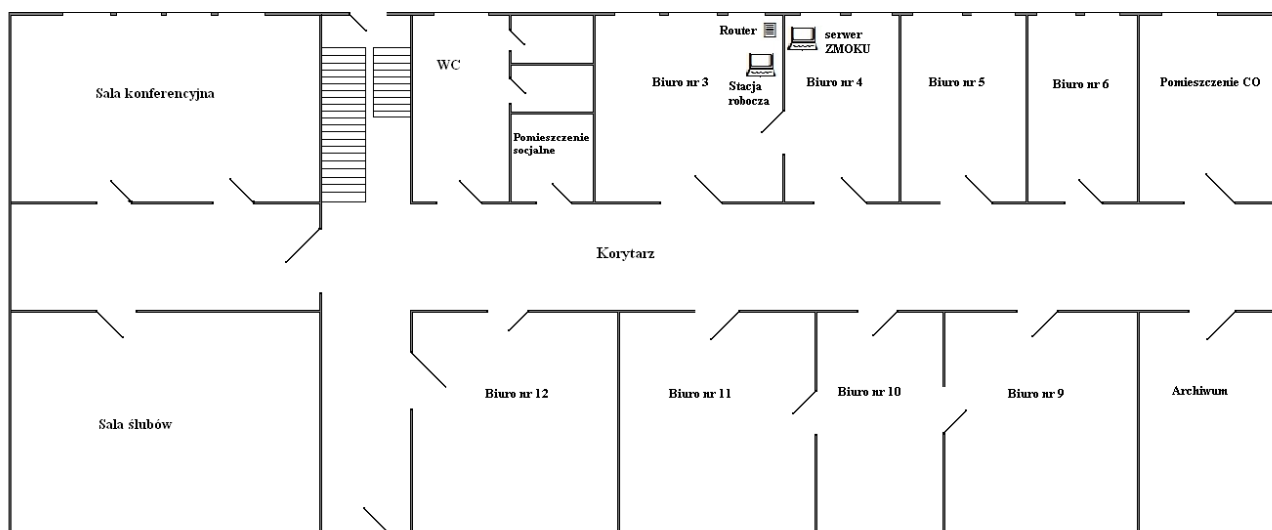 Router
serwer
ZMOKU
WC
Sala konferencyjna
Biuro nr 3
Stacja
robocza
Biuro nr 4
Biuro nr 5
Biuro nr 6
Pomieszczenie CO
Pomieszczenie
socjalne
Korytarz
Sala ślubów
Biuro nr 12
Biuro nr 11
Biuro nr 10
Biuro nr 9
Archiwum